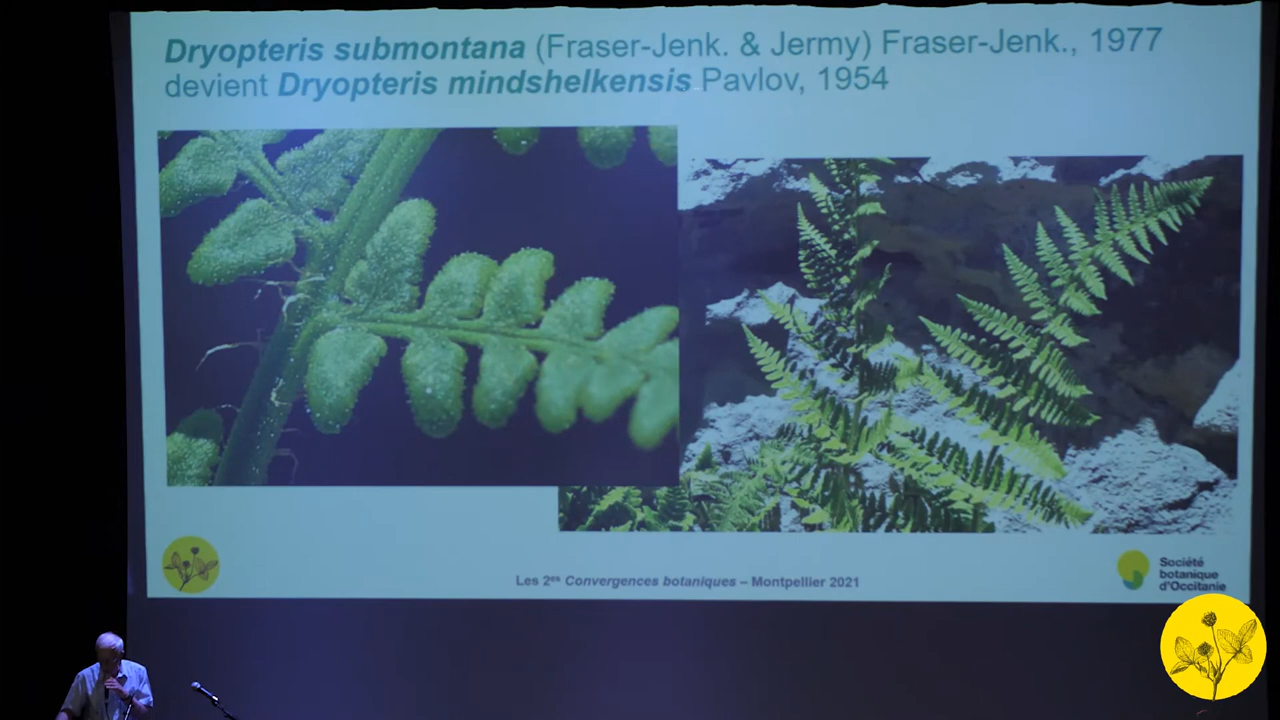 Dryopteris submontana (Fraser-Jenk. & Jermy) Fraser-Jenk., 1977
devient Dryopteris mindshelkensis Pavlov, 1954
Les 2es Convergences botaniques – Montpellier 2021
Société
botanique
d'Occitanie